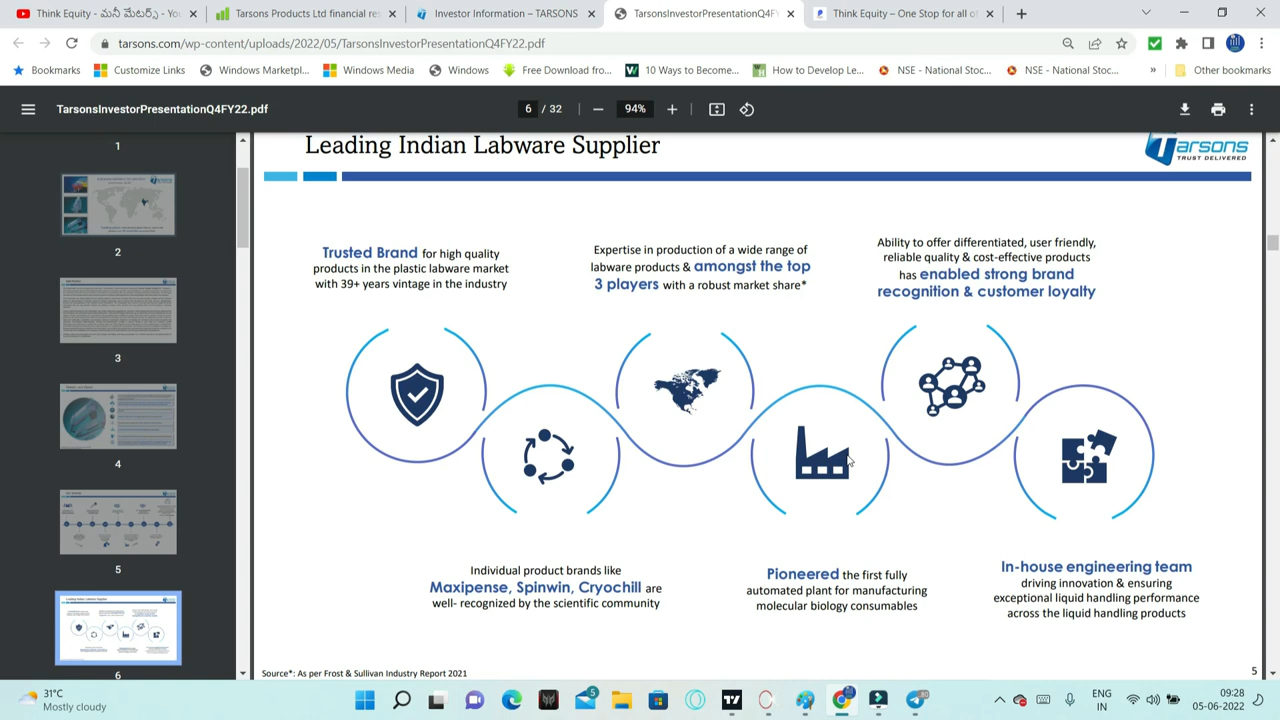 Think Equity - మనీ మేటర్స్ - You
Tarsons Products Ltd financial res
Investor Information – TARSONS
TarsonsInvestorPresentationQ4FY
Think Equity – One Stop for all of
tarsons.com/wp-content/uploads/2022/05/TarsonsInvestorPresentationQ4FY22.pdf
Bookmarks
Customize Links
Windows Marketpl...
Windows Media
Windows
Free Download fro...
10 Ways to Become...
How to Develop Le...
NSE - National Stoc...
NSE - National Stoc...
»
Other bookmarks
TarsonsInvestorPresentationQ4FY22.pdf
6 / 32
94%
1
2
3
4
5
6
Leading Indian Labware Supplier
Tarsons
TRUST DELIVERED
Trusted Brand for high quality
products in the plastic labware market
with 39+ years vintage in the industry
Expertise in production of a wide range of
labware products & amongst the top
3 players with a robust market share*
Ability to offer differentiated, user friendly,
reliable quality & cost-effective products
has enabled strong brand
recognition & customer loyalty
Individual product brands like
Maxipense, Spinwin, Cryochill are
well- recognized by the scientific community
Pioneered the first fully
automated plant for manufacturing
molecular biology consumables
In-house engineering team
driving innovation & ensuring
exceptional liquid handling performance
across the liquid handling products
Source*: As per Frost & Sullivan Industry Report 2021
5
31°C
Mostly cloudy
5
80
ENG
IN
09:28
05-06-2022